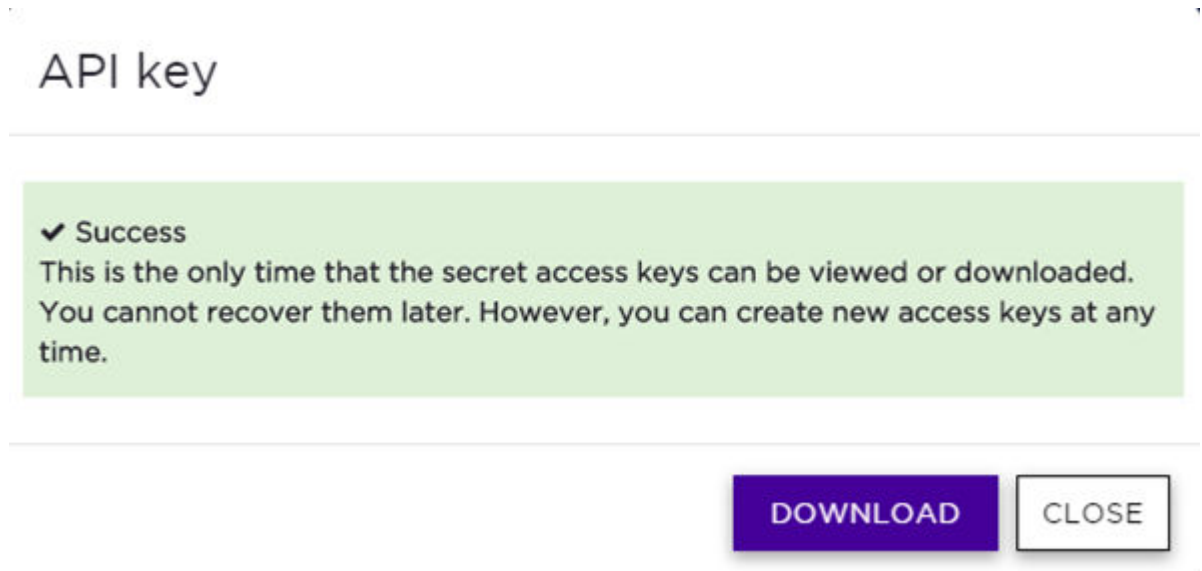 API key
✔ Success
This is the only time that the secret access keys can be viewed or downloaded.
You cannot recover them later. However, you can create new access keys at any
time.
DOWNLOAD
CLOSE